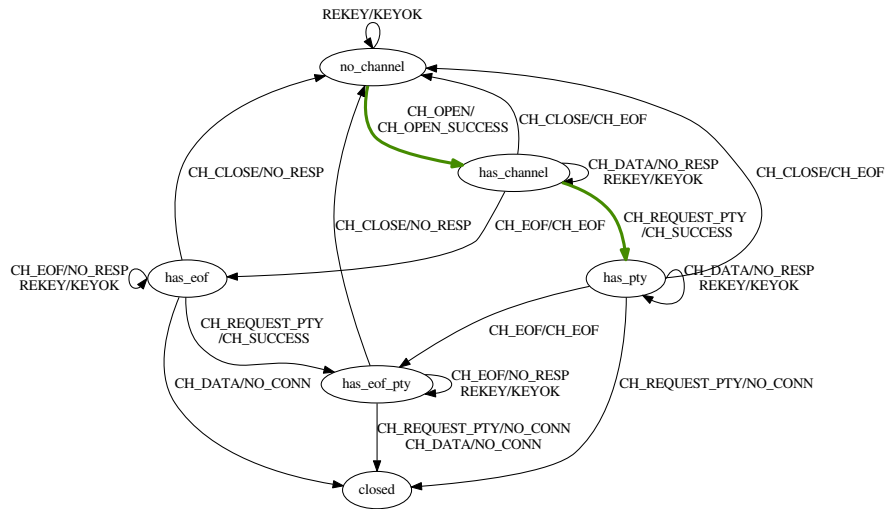 REKEY/KEYOK
no_channel
CH_OPEN/
CH_OPEN_SUCCESS
CH_CLOSE/CH_EOF
has_channel
CH_DATA/NO_RESP
REKEY/KEYOK
CH_CLOSE/NO_RESP
CH_CLOSE/CH_EOF
CH_CLOSE/NO_RESP
CH_EOF/CH_EOF
CH_REQUEST_PTY
/CH_SUCCESS
CH_EOF/NO_RESP
REKEY/KEYOK
has_eof
has_pty
CH_DATA/NO_RESP
REKEY/KEYOK
CH_REQUEST_PTY
/CH_SUCCESS
CH_EOF/CH_EOF
CH_DATA/NO_CONN
has_eof_pty
CH_EOF/NO_RESP
REKEY/KEYOK
CH_REQUEST_PTY/NO_CONN
CH_REQUEST_PTY/NO_CONN
CH_DATA/NO_CONN
closed